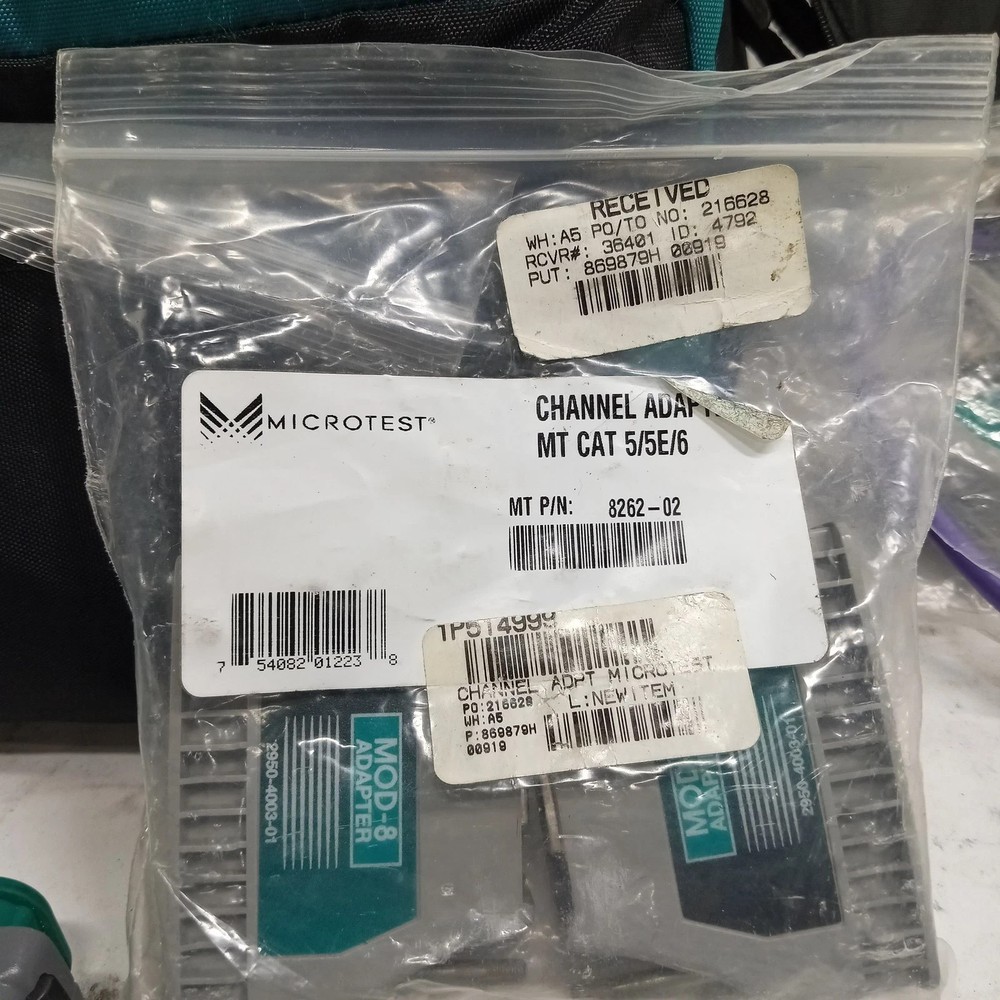 RECEIVED
WH:A5 PO/TO NO: 216628
RCVR#: 36401 ID: 4792
PUT: 869879H 00919
MICROTEST
CHANNEL
MT CAT 5/5E/6
MT P/N: 8262-02
7 54082 01223 8
1P514999
CHANNEL ADPT MICROTEST
PO:216628 L:NEWITEM
WH:A5
P:869879H
00919
MOD-8
ADAPTER
2950-4003-01
2950-4003-01